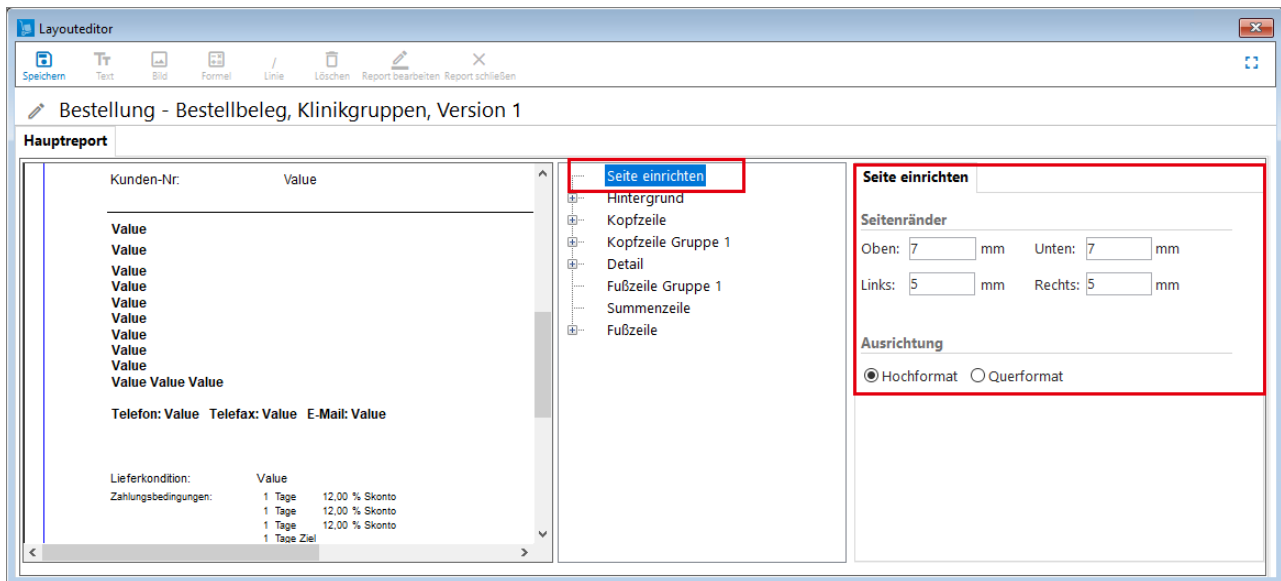 Layouteditor
Speichern Text Bild Formel Linie Löschen Report bearbeiten Report schließen
Bestellung - Bestellbeleg, Klinikgruppen, Version 1
Hauptreport
Kunden-Nr: Value
Value
Value
Value
Value
Value
Value
Value
Value
Value
Value Value Value
Telefon: Value Telefax: Value E-Mail: Value
Lieferkondition: Value
Zahlungsbedingungen: 1 Tage 12,00 % Skonto
1 Tage 12,00 % Skonto
1 Tage 12,00 % Skonto
1 Tage Ziel
Seite einrichten
Hintergrund
Kopfzeile
Kopfzeile Gruppe 1
Detail
Fußzeile Gruppe 1
Summenzeile
Fußzeile
Seite einrichten
Seitenränder
Oben: 7 mm Unten: 7 mm
Links: 5 mm Rechts: 5 mm
Ausrichtung
Hochformat Querformat